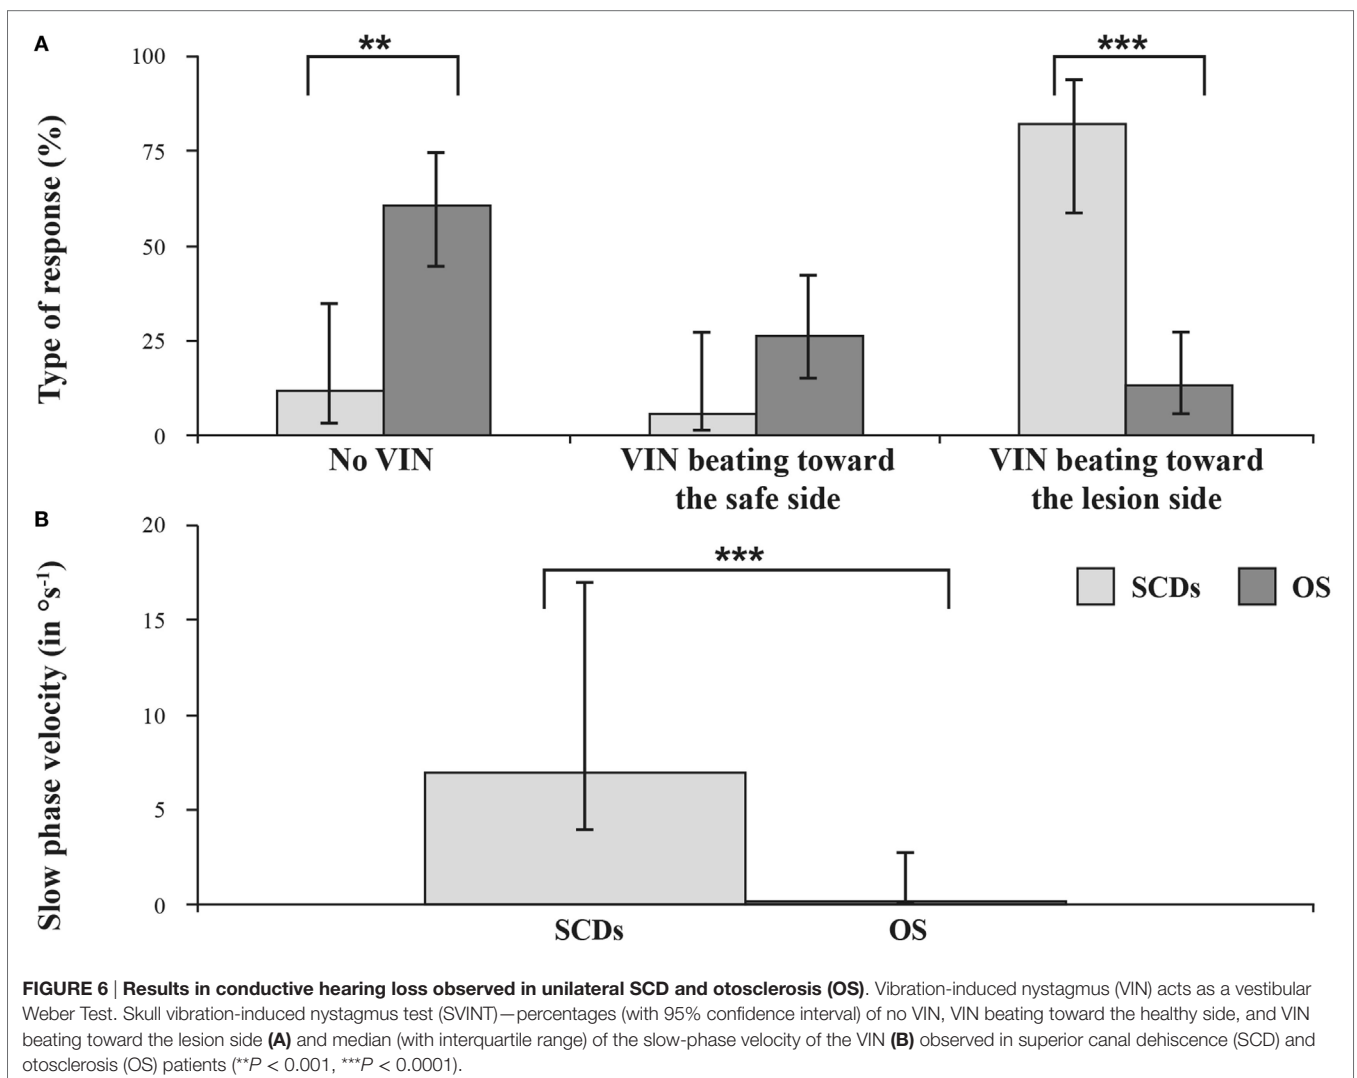 A
**
***
100
75
50
25
0
Type of response (%)
No VIN
VIN beating toward
the safe side
VIN beating toward
the lesion side
B
20
15
10
5
0
Slow phase velocity (in °s-1)
***
SCDs
OS
SCDs
OS
FIGURE 6 | Results in conductive hearing loss observed in unilateral SCD and otosclerosis (OS). Vibration-induced nystagmus (VIN) acts as a vestibular
Weber Test. Skull vibration-induced nystagmus test (SVINT)—percentages (with 95% confidence interval) of no VIN, VIN beating toward the healthy side, and VIN
beating toward the lesion side (A) and median (with interquartile range) of the slow-phase velocity of the VIN (B) observed in superior canal dehiscence (SCD) and
otosclerosis (OS) patients (**P < 0.001, ***P < 0.0001).